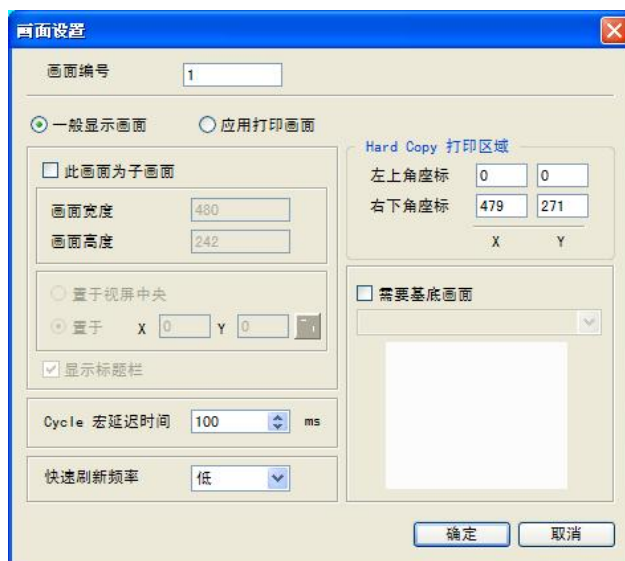 画面设置
画面编号 1
一般显示画面 应用打印画面
此画面为子画面
画面宽度 480
画面高度 242
置于视屏中央
置于 X 0 Y 0
显示标题栏
Cycle 宏延迟时间 100 ms
快速刷新频率 低
Hard Copy 打印区域
左上角座标 0 0
右下角座标 479 271
X Y
需要基底画面
确定 取消